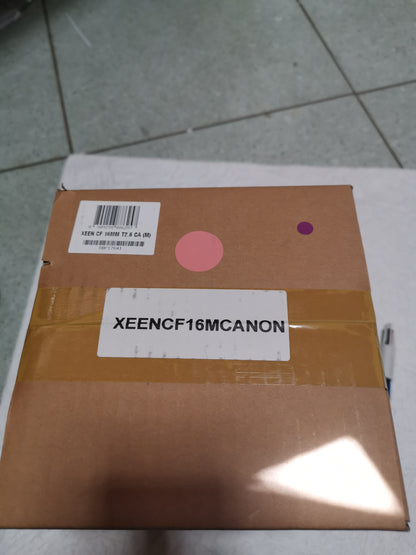 XEEN CF 16MM T2.6 CA (M)
XEENCF16MCANON